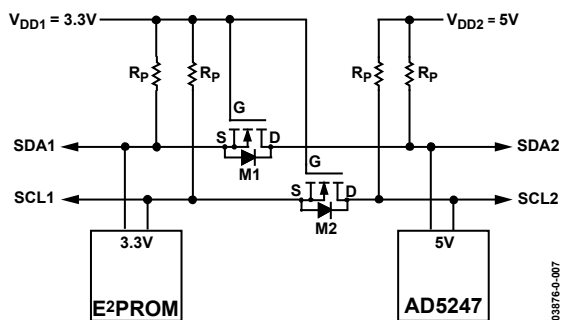 VDD1 = 3.3V
VDD2 = 5V
RP RP RP RP
G
SDA1 S D SDA2
M1
G
SCL1 S D SCL2
M2
3.3V 5V
E2PROM AD5247
03876-0-007